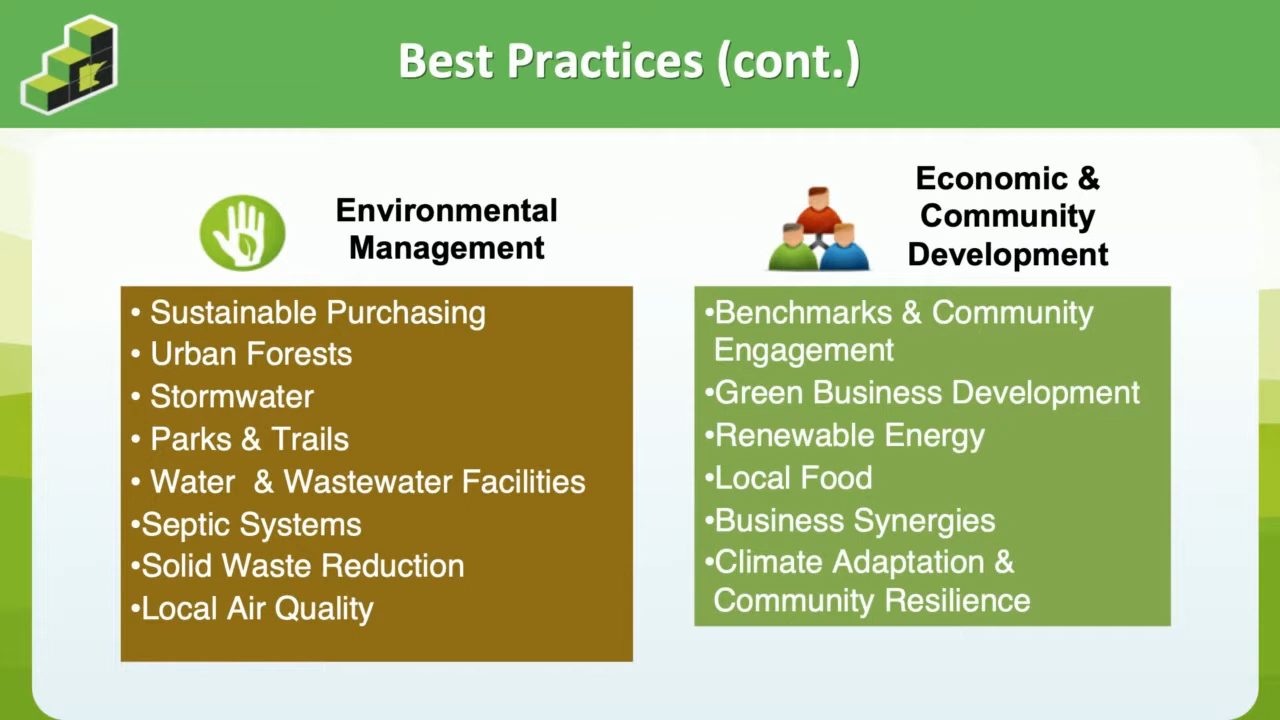 Best Practices (cont.)
Environmental
Management
• Sustainable Purchasing
• Urban Forests
• Stormwater
• Parks & Trails
• Water  & Wastewater Facilities
•Septic Systems
•Solid Waste Reduction
•Local Air Quality
Economic &
Community
Development
•Benchmarks & Community
Engagement
•Green Business Development
•Renewable Energy
•Local Food
•Business Synergies
•Climate Adaptation &
Community Resilience